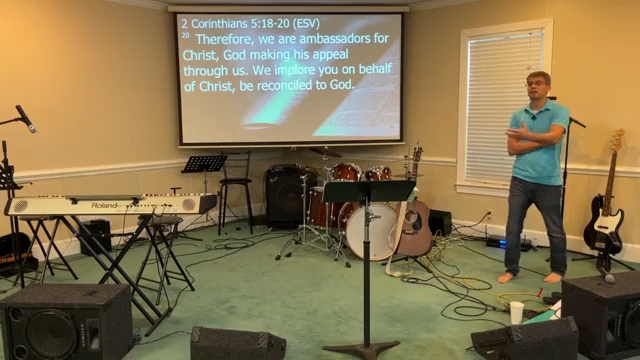 2 Corinthians 5:18-20 (ESV)
20 Therefore, we are ambassadors for
Christ, God making his appeal
through us. We implore you on behalf
of Christ, be reconciled to God.
Roland